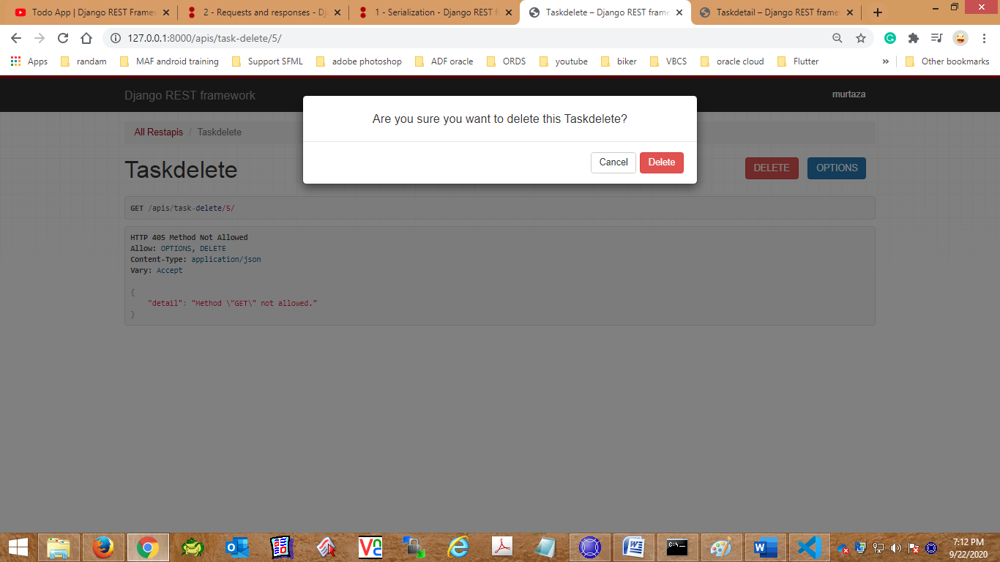 Todo App | Django REST Frame
2 - Requests and responses - Dj
1 - Serialization - Django REST f
Taskdelete – Django REST frame
Taskdetail – Django REST frame
127.0.0.1:8000/apis/task-delete/5/
Apps
randam
MAF android training
Support SFML
adobe photoshop
ADF oracle
ORDS
youtube
biker
VBCS
oracle cloud
Flutter
»
Other bookmarks
Django REST framework
murtaza
Are you sure you want to delete this Taskdelete?
Cancel
Delete
All Restapis / Taskdelete
Taskdelete
DELETE
OPTIONS
GET /apis/task-delete/5/
HTTP 405 Method Not Allowed
Allow: OPTIONS, DELETE
Content-Type: application/json
Vary: Accept
{
"detail": "Method \"GET\" not allowed."
}
7:12 PM
9/22/2020